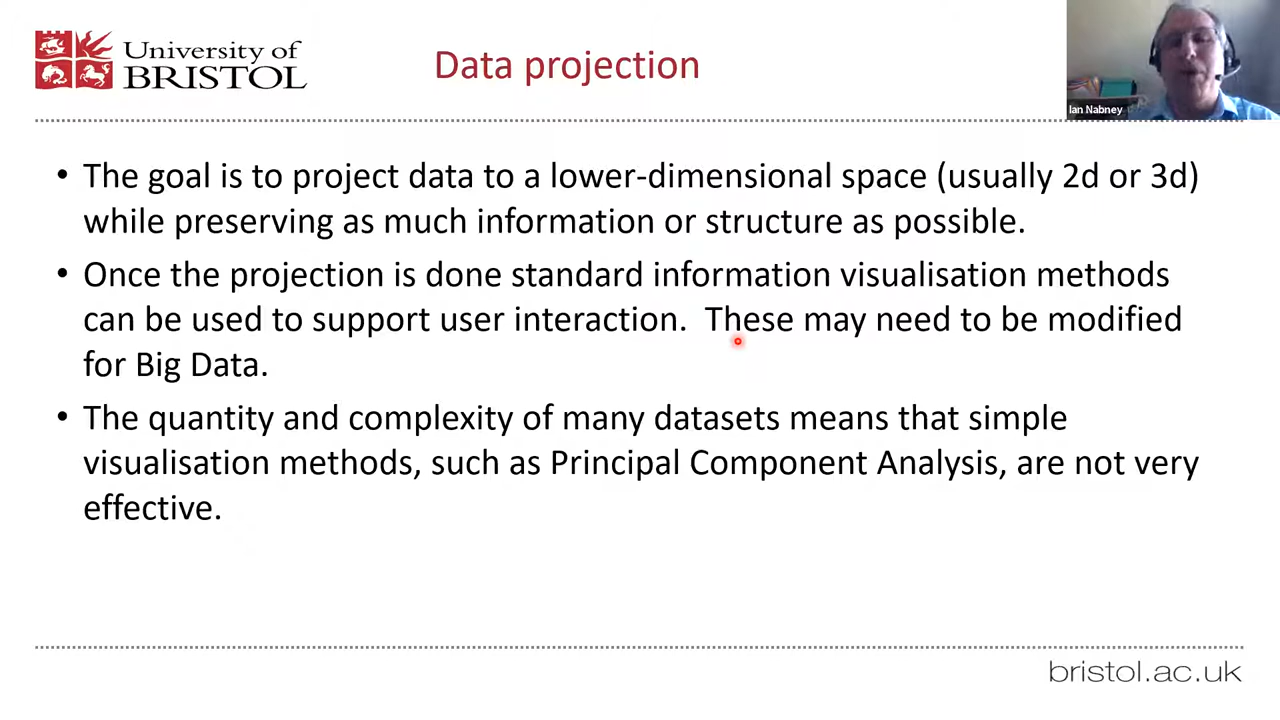 University of
BRISTOL
Data projection
Ian Nabney
• The goal is to project data to a lower-dimensional space (usually 2d or 3d)
while preserving as much information or structure as possible.
• Once the projection is done standard information visualisation methods
can be used to support user interaction.  These may need to be modified
for Big Data.
• The quantity and complexity of many datasets means that simple
visualisation methods, such as Principal Component Analysis, are not very
effective.
bristol.ac.uk